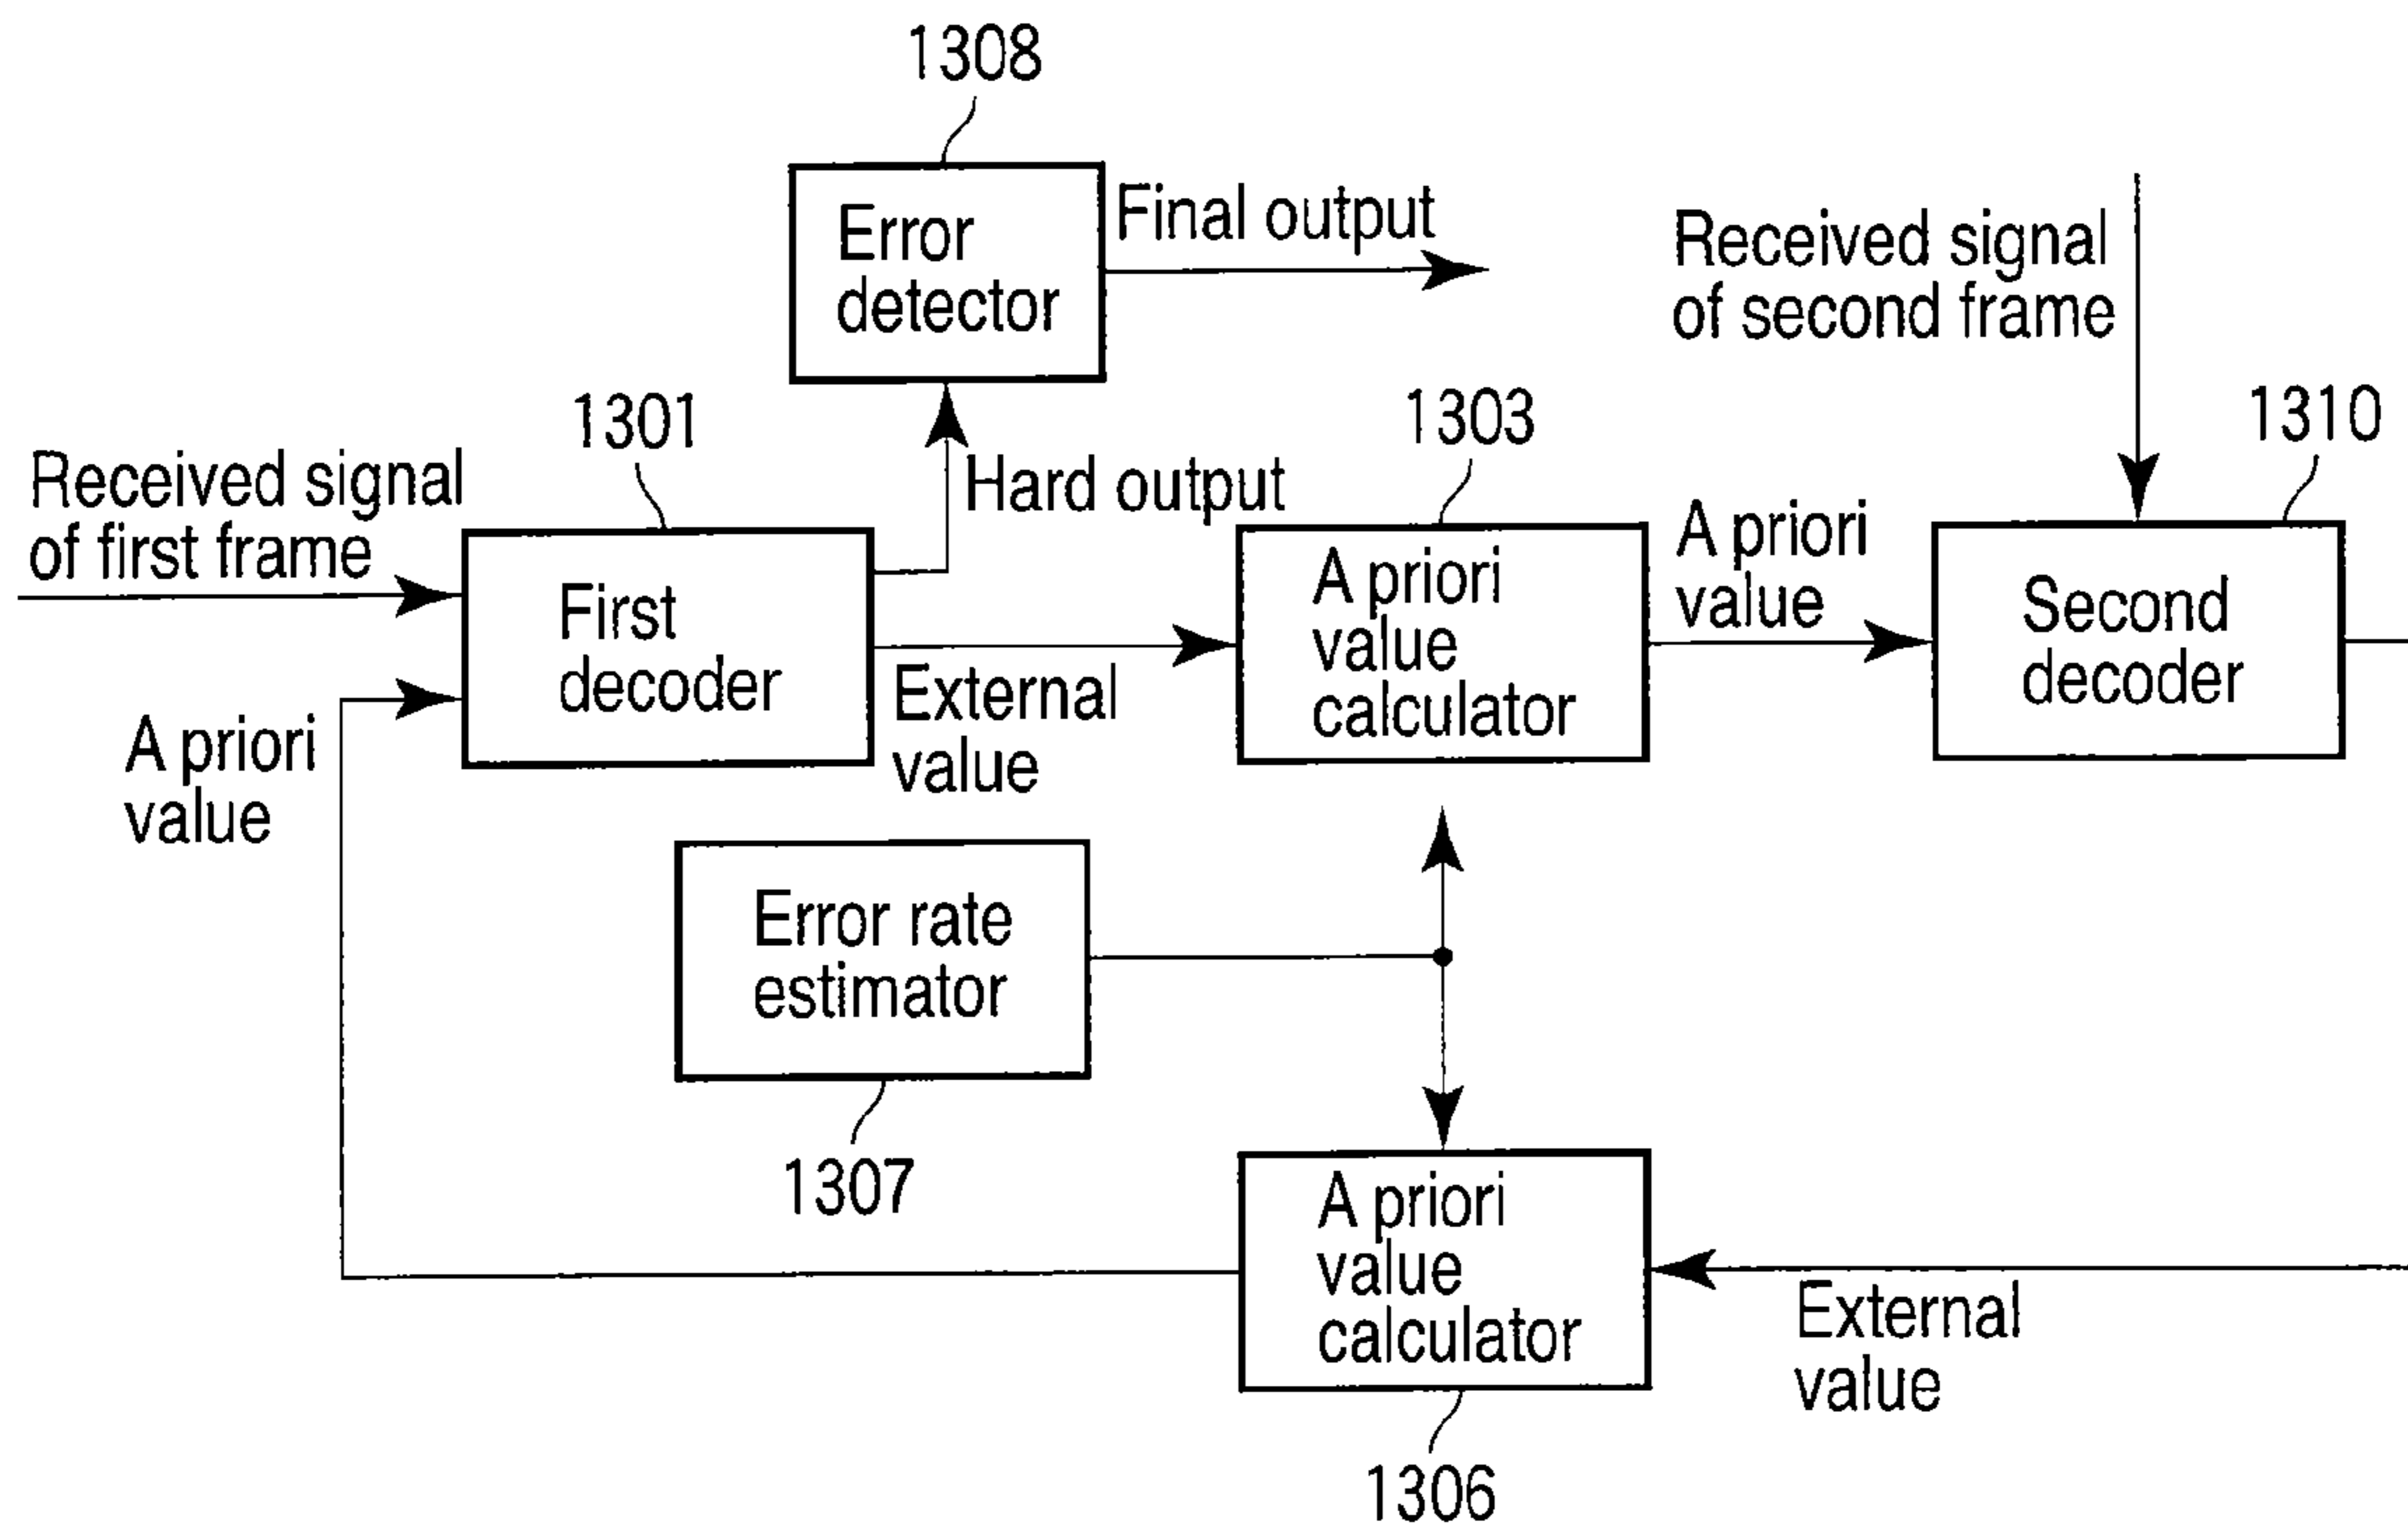 1308
Error
detector
Final output
Received signal
of second frame
1301
1303
1310
Received signal
of first frame
Hard output
First
decoder
A priori
value
calculator
A priori
value
Second
decoder
External
value
A priori
value
Error rate
estimator
1307
A priori
value
calculator
External
value
1306